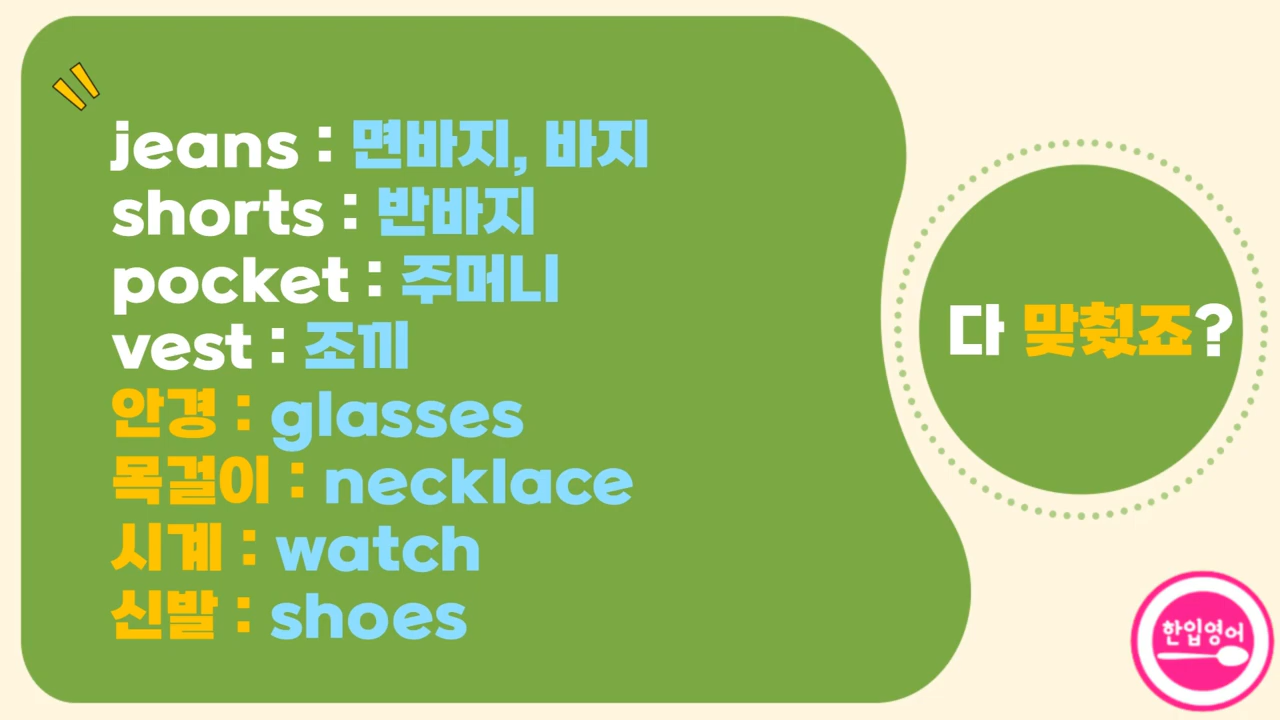 jeans : 면바지, 바지
shorts : 반바지
pocket : 주머니
vest : 조끼
안경 : glasses
목걸이 : necklace
시계 : watch
신발 : shoes
다 맞췄죠?
한입영어